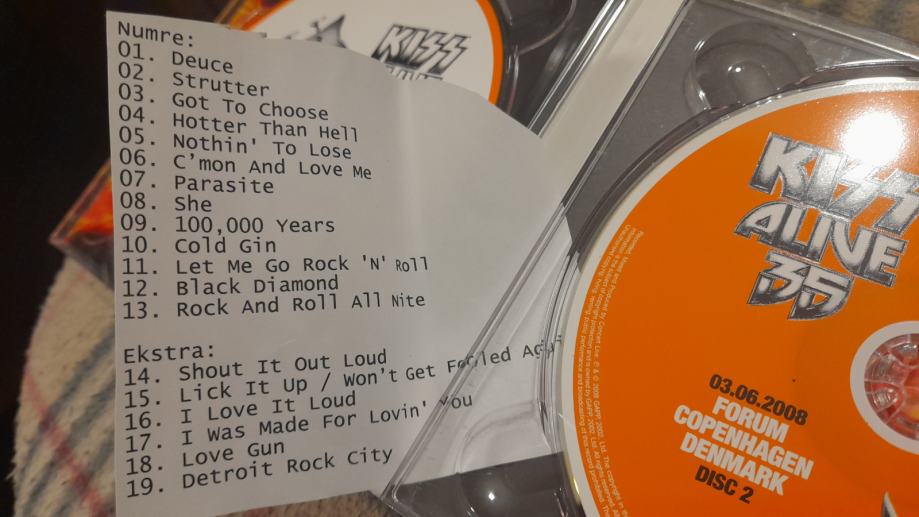 Numre:
01. Deuce
02. Strutter
03. Got To Choose
04. Hotter Than Hell
05. Nothin' To Lose
06. C'mon And Love Me
07. Parasite
08. She
09. 100,000 Years
10. Cold Gin
11. Let Me Go Rock 'N' Roll
12. Black Diamond
13. Rock And Roll All Nite
Ekstra:
14. Shout It Out Loud
15. Lick It Up / Won't Get Fooled Again
16. I Love It Loud
17. I Was Made For Lovin' You
18. Love Gun
19. Detroit Rock City
KISS
KISS
ALIVE
35
03.06.2008
FORUM
COPENHAGEN
DENMARK
DISC 2